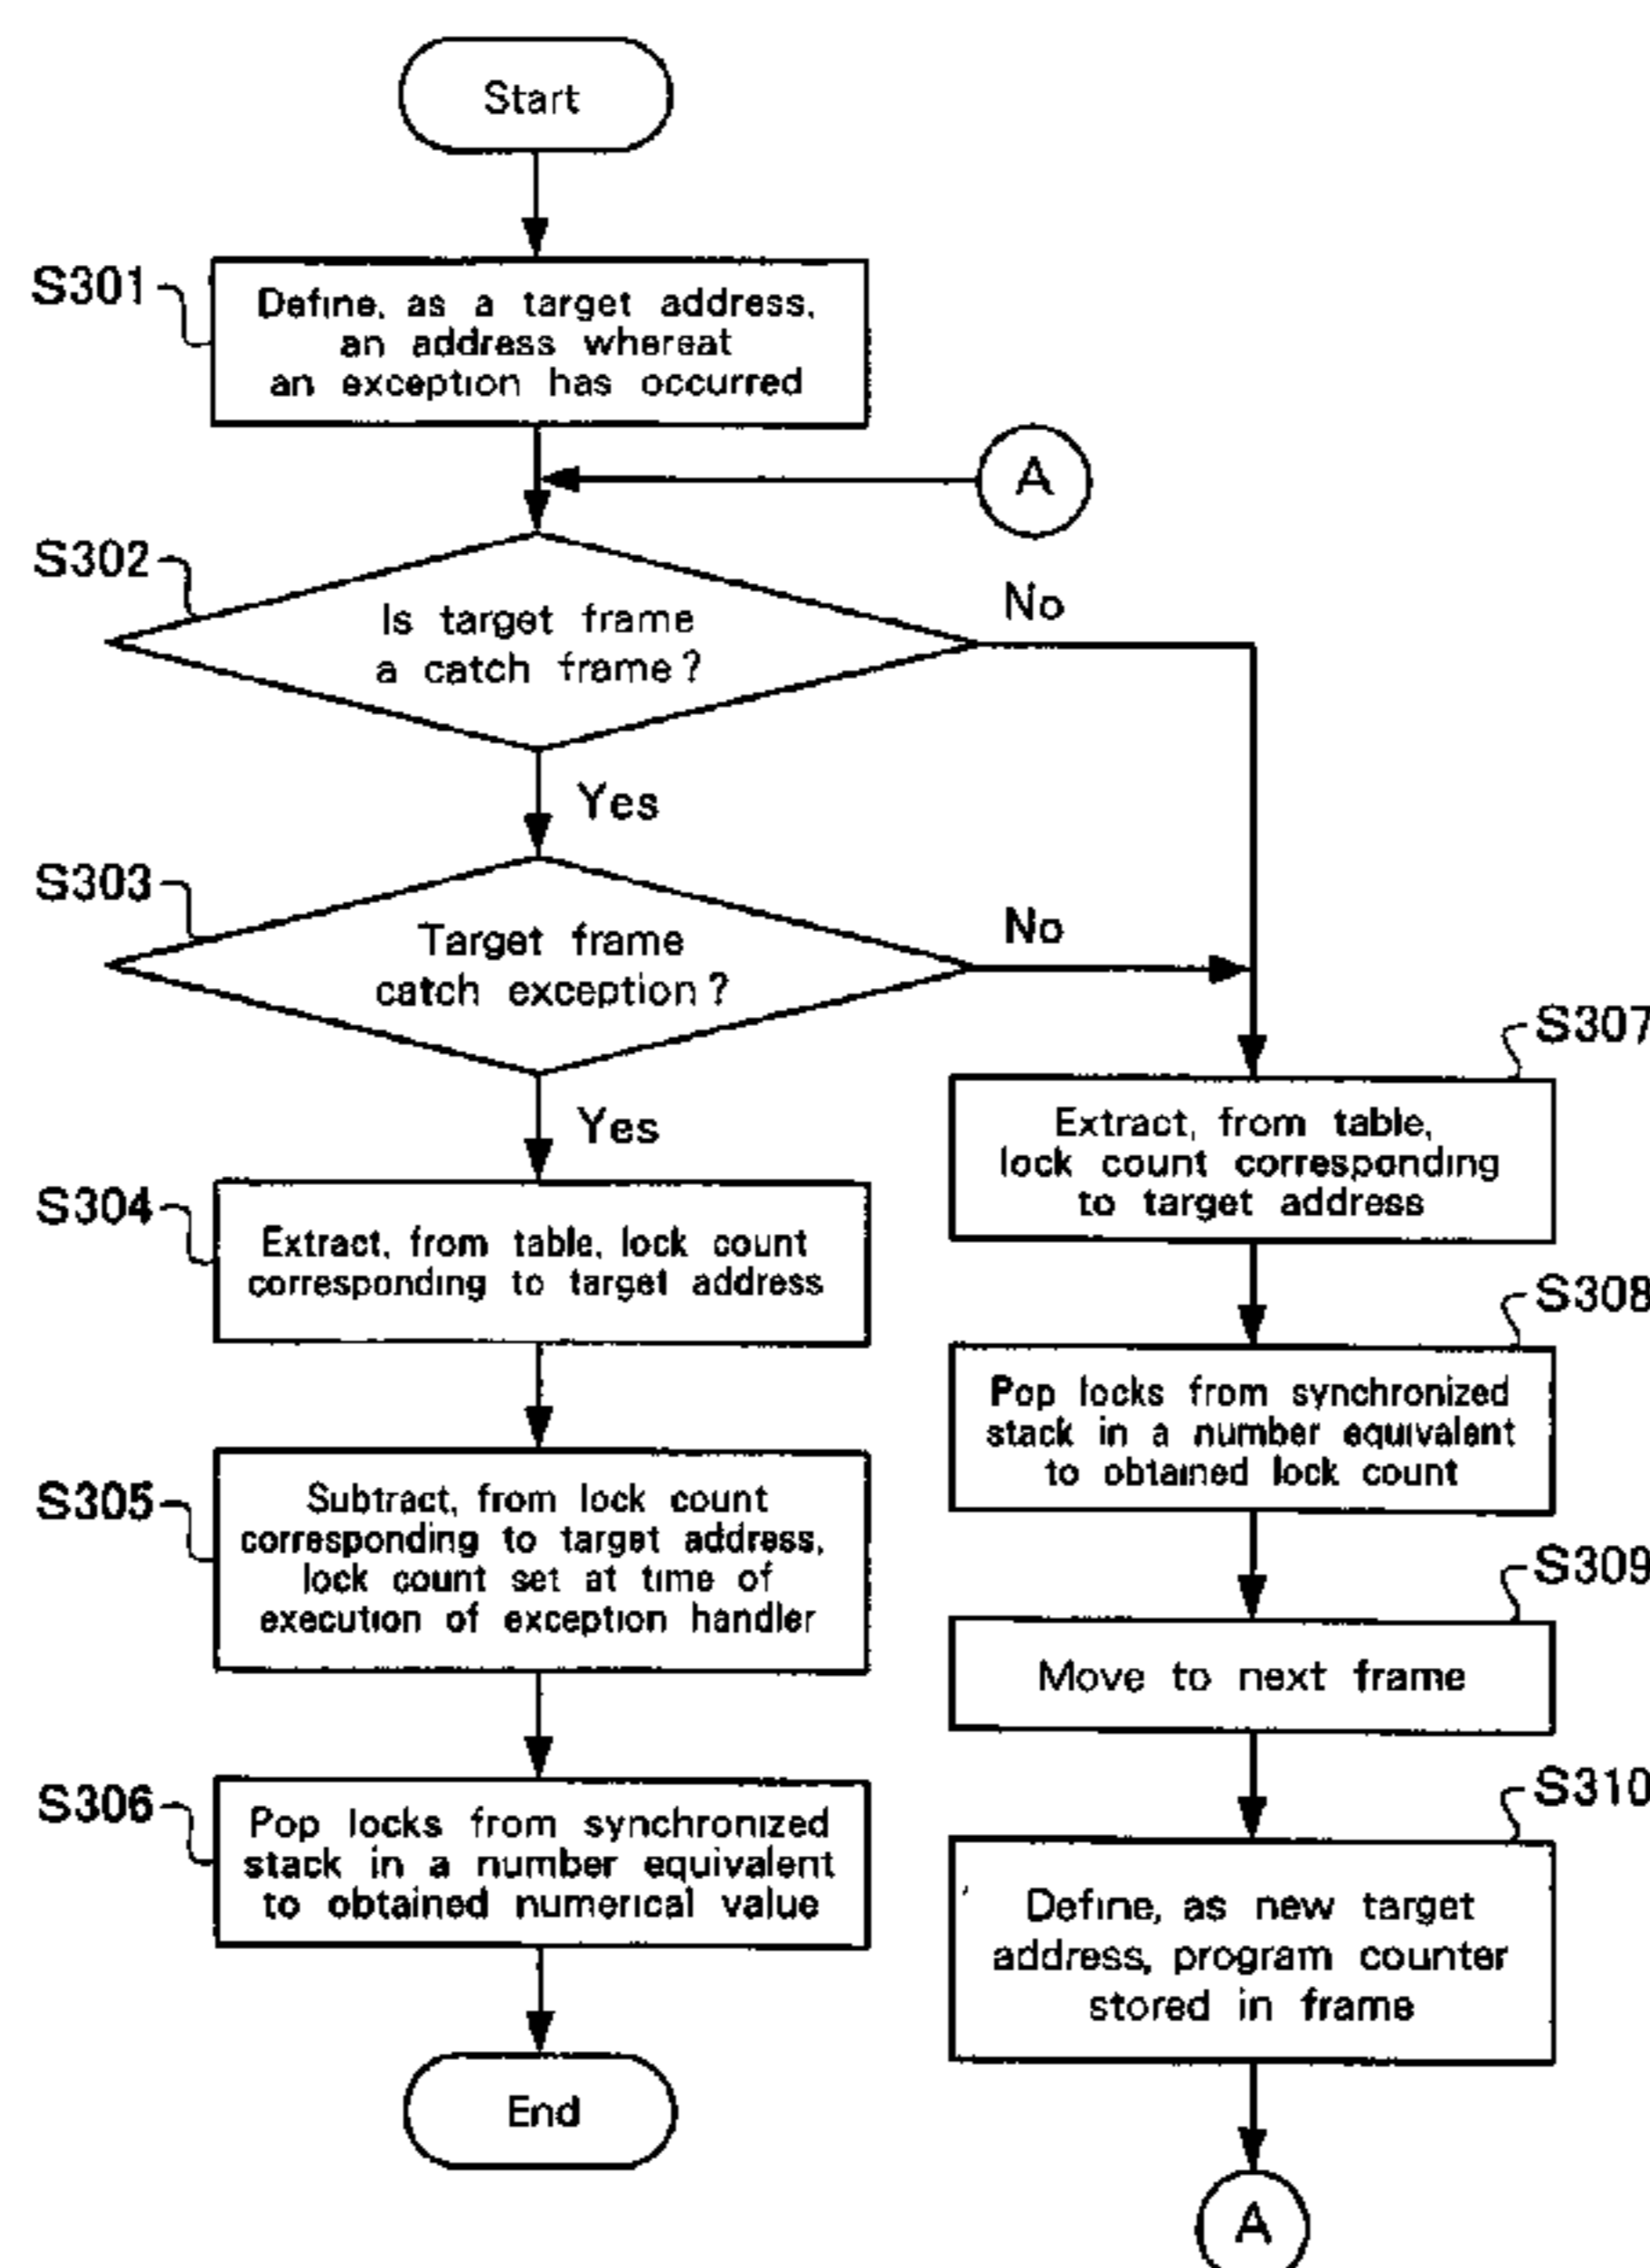 Start
S301
Define, as a target address,
an address whereat
an exception has occurred
A
S302
Is target frame
a catch frame?
No
Yes
S303
Target frame
catch exception?
No
Yes
S304
Extract, from table, lock count
corresponding to target address
S305
Subtract, from lock count
corresponding to target address,
lock count set at time of
execution of exception handler
S306
Pop locks from synchronized
stack in a number equivalent
to obtained numerical value
End
S307
Extract, from table,
lock count corresponding
to target address
S308
Pop locks from synchronized
stack in a number equivalent
to obtained lock count
S309
Move to next frame
S310
Define, as new target
address, program counter
stored in frame
A